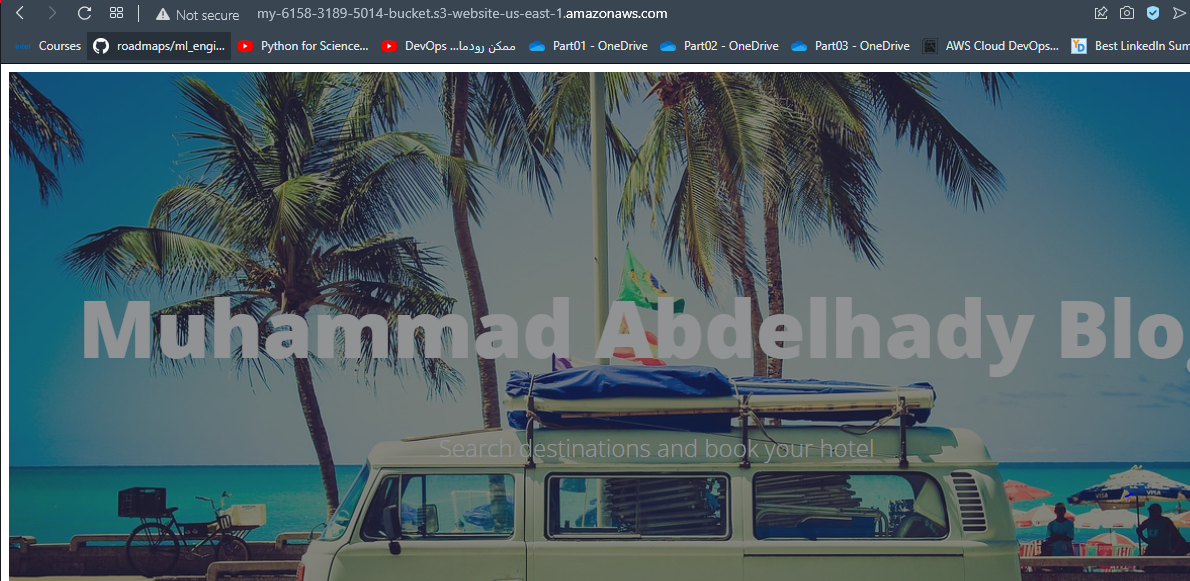 Not secure my-6158-3189-5014-bucket.s3-website-us-east-1.amazonaws.com
Courses roadmaps/ml_engi... Python for Science... DevOps ...ممكن رودما Part01 - OneDrive Part02 - OneDrive Part03 - OneDrive AWS Cloud DevOps... Best LinkedIn Sum
Muhammad Abdelhady Blo
Search destinations and book your hotel
VISA VISA